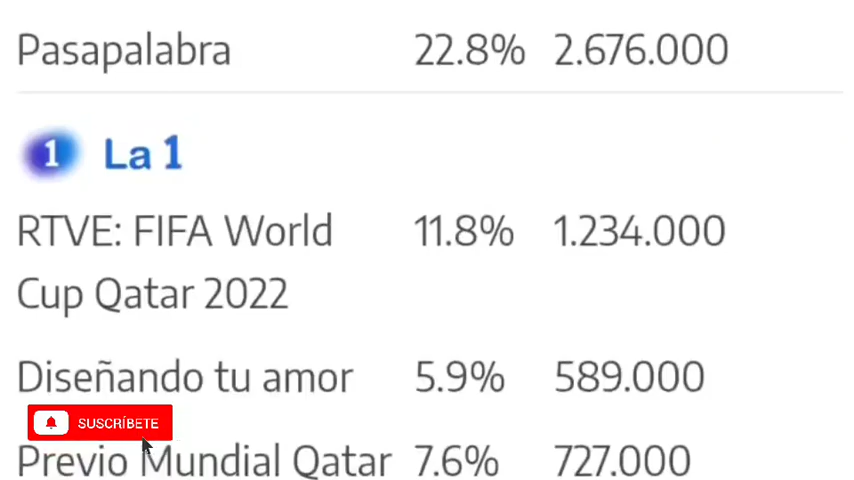 Pasapalabra 22.8% 2.676.000
1 La 1
RTVE: FIFA World 11.8% 1.234.000
Cup Qatar 2022
Diseñando tu amor 5.9% 589.000
SUSCRÍBETE
Previo Mundial Qatar 7.6% 727.000